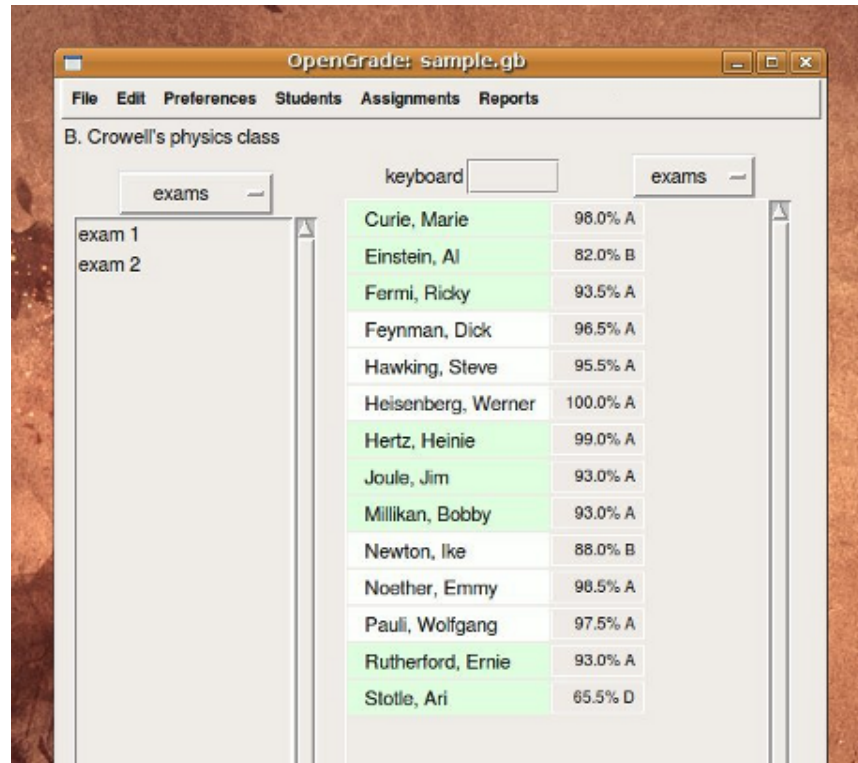 OpenGrade: sample.gb
File Edit Preferences Students Assignments Reports
B. Crowell's physics class
exams
exam 1
exam 2
keyboard
exams
Curie, Marie 98.0% A
Einstein, Al 82.0% B
Fermi, Ricky 93.5% A
Feynman, Dick 96.5% A
Hawking, Steve 95.5% A
Heisenberg, Werner 100.0% A
Hertz, Heinie 99.0% A
Joule, Jim 93.0% A
Millikan, Bobby 93.0% A
Newton, Ike 88.0% B
Noether, Emmy 98.5% A
Pauli, Wolfgang 97.5% A
Rutherford, Ernie 93.0% A
Stotle, Ari 65.5% D